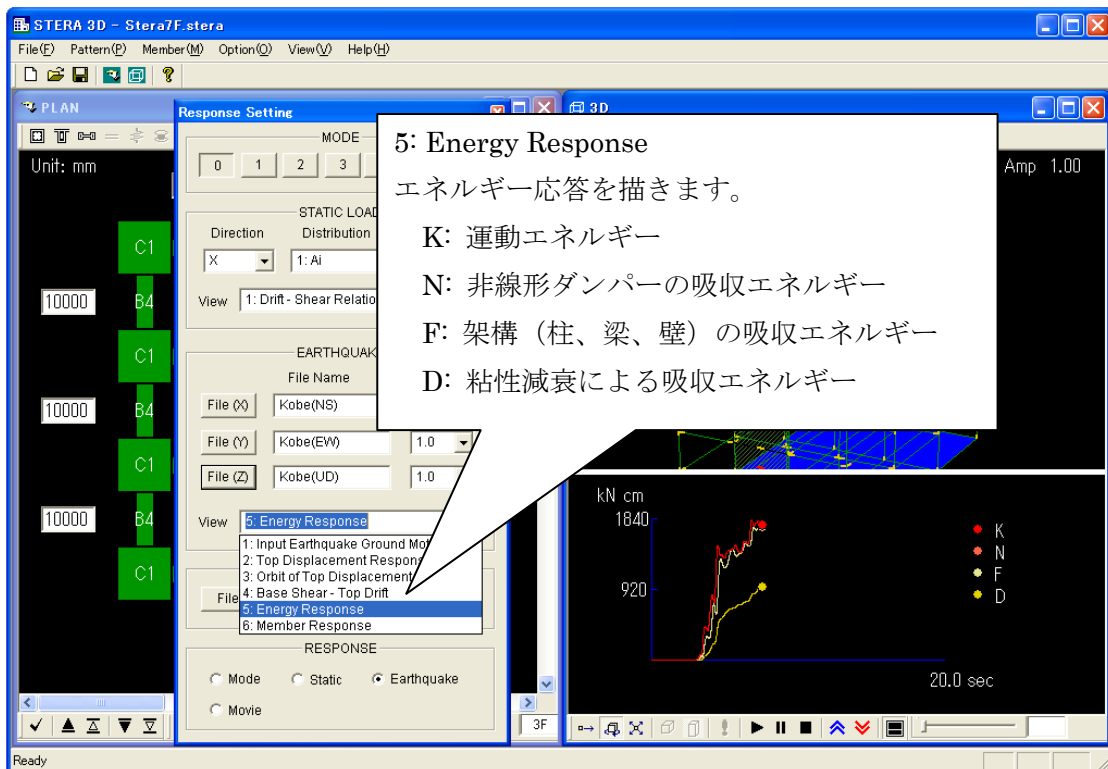 STERA 3D - Stera7F.stera
File(F) Pattern(P) Member(M) Option(O) View(V) Help(H)
PLAN
Unit: mm
C1
10000 B4
C1
10000 B4
C1
10000 B4
C1
3F
Response Setting
MODE
0 1 2 3
STATIC LOAD
Direction Distribution
X 1: Ai
View 1: Drift - Shear Relatio
EARTHQUAK
File Name
File (X) Kobe(NS)
File (Y) Kobe(EW) 1.0
File (Z) Kobe(UD) 1.0
View 5: Energy Response
1: Input Earthquake Ground Mot
2: Top Displacement Respons
3: Orbit of Top Displacement
4: Base Shear - Top Drift
5: Energy Response
6: Member Response
File
RESPONSE
Mode Static Earthquake
Movie
5: Energy Response
エネルギー応答を描きます。
K: 運動エネルギー
N: 非線形ダンパーの吸収エネルギー
F: 架構（柱、梁、壁）の吸収エネルギー
D: 粘性減衰による吸収エネルギー
3D
Amp 1.00
kN cm
1840
920
K
N
F
D
20.0 sec
Ready